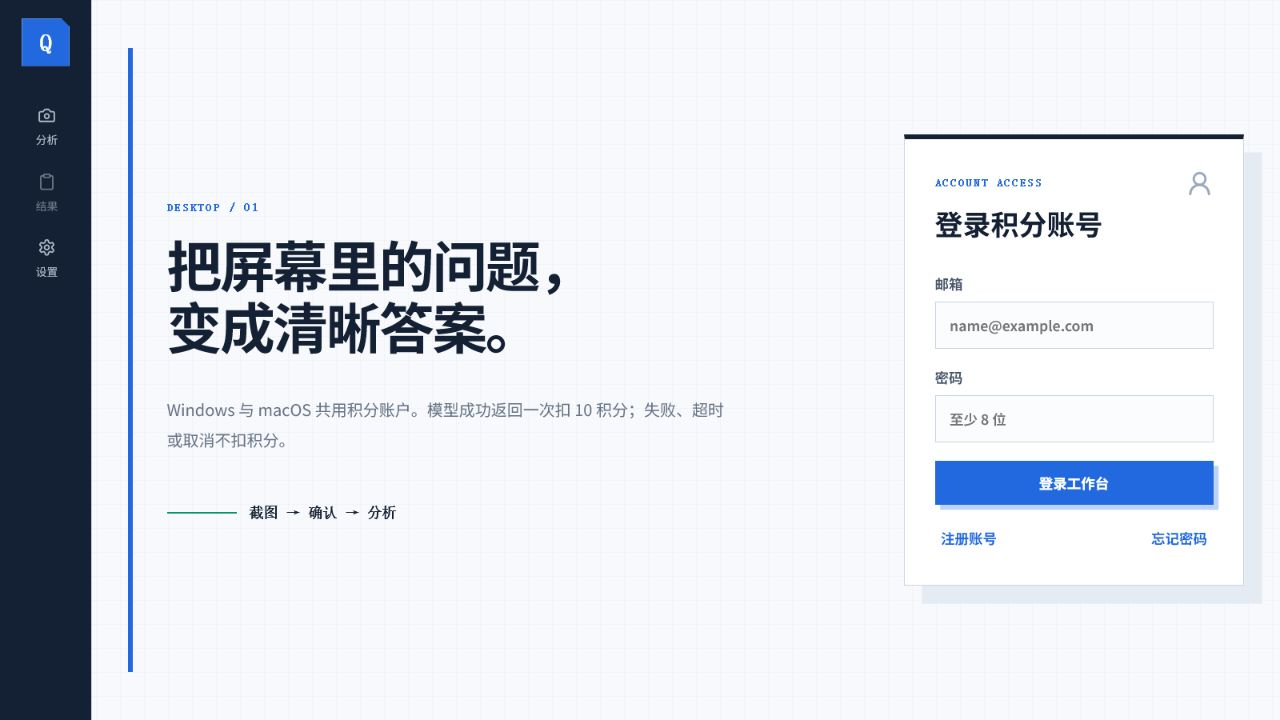 Q
分析
结果
设置
DESKTOP / 01
把屏幕里的问题，
变成清晰答案。
Windows 与 macOS 共用积分账户。模型成功返回一次扣 10 积分；失败、超时
或取消不扣积分。
截图 → 确认 → 分析
ACCOUNT ACCESS
登录积分账号
邮箱
name@example.com
密码
至少 8 位
登录工作台
注册账号
忘记密码